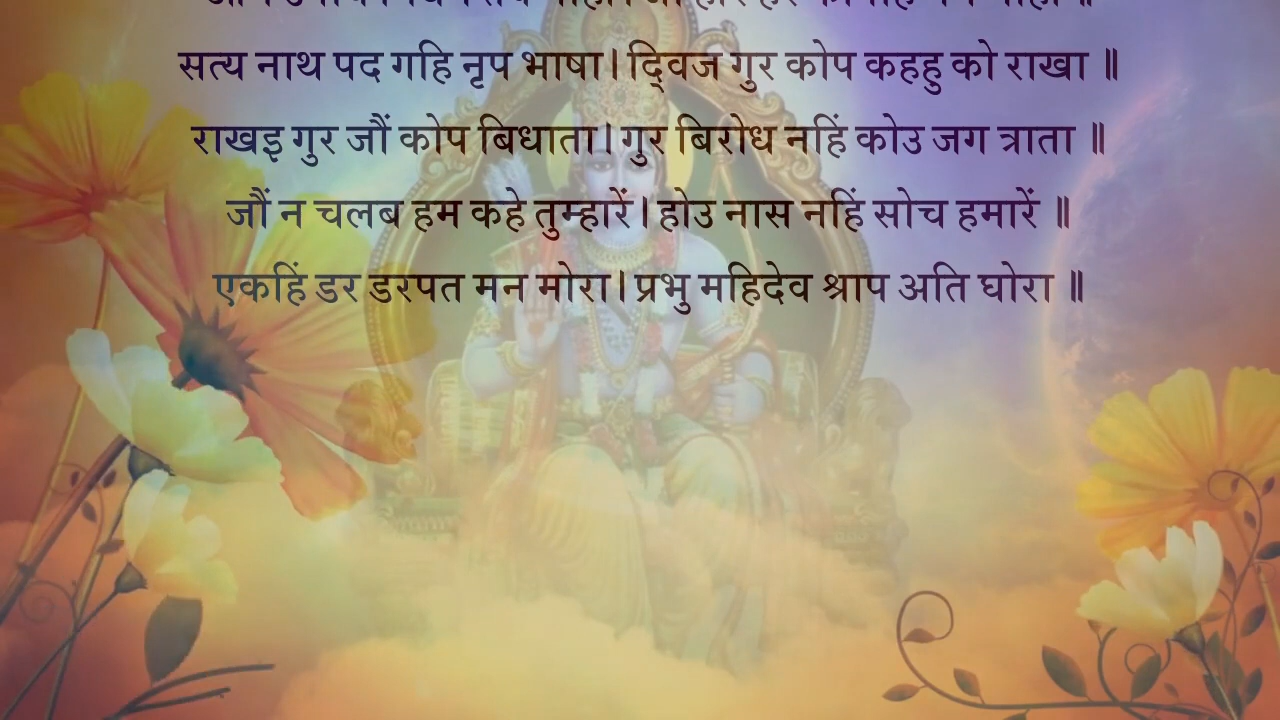 सत्य नाथ पद गहि नृप भाषा। द्विज गुर कोप कहहु को राखा ॥
राखइ गुर जौं कोप बिधाता। गुर बिरोध नहिं कोउ जग त्राता ॥
जौं न चलब हम कहे तुम्हारें। होउ नास नहिं सोच हमारें ॥
एकहिं डर डरपत मन मोरा। प्रभु महिदेव श्राप अति घोरा ॥